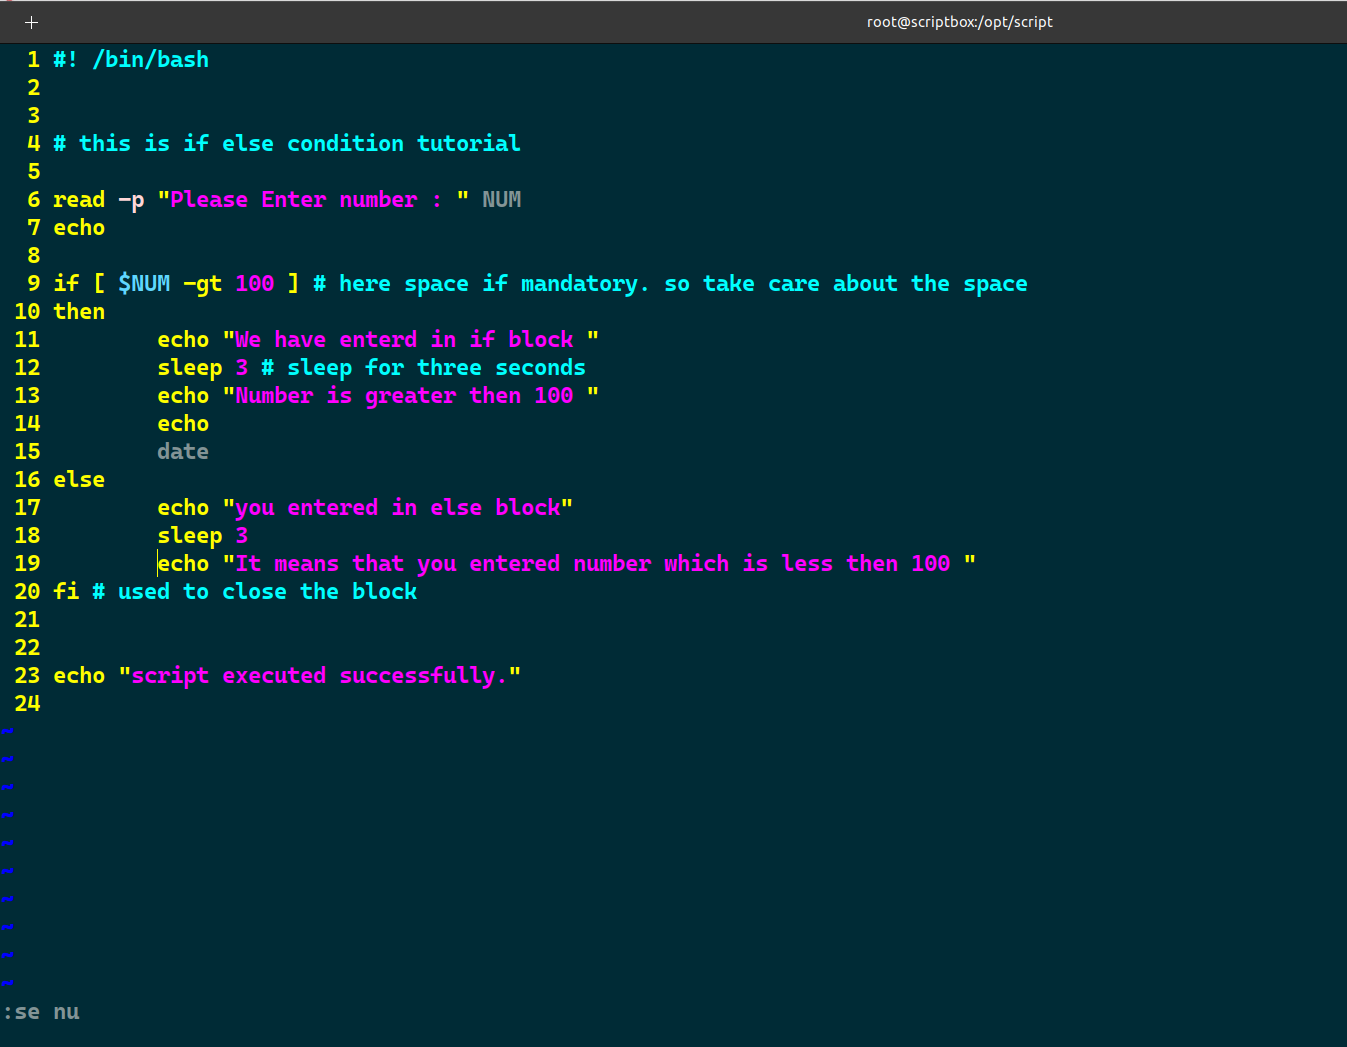 + root@scriptbox:/opt/script
1 #! /bin/bash
2
3
4 # this is if else condition tutorial
5
6 read -p "Please Enter number : " NUM
7 echo
8
9 if [ $NUM -gt 100 ] # here space if mandatory. so take care about the space
10 then
11         echo "We have enterd in if block "
12         sleep 3 # sleep for three seconds
13         echo "Number is greater then 100 "
14         echo
15         date
16 else
17         echo "you entered in else block"
18         sleep 3
19         echo "It means that you entered number which is less then 100 "
20 fi # used to close the block
21
22
23 echo "script executed successfully."
24
~
~
~
~
~
~
~
~
~
~
:se nu